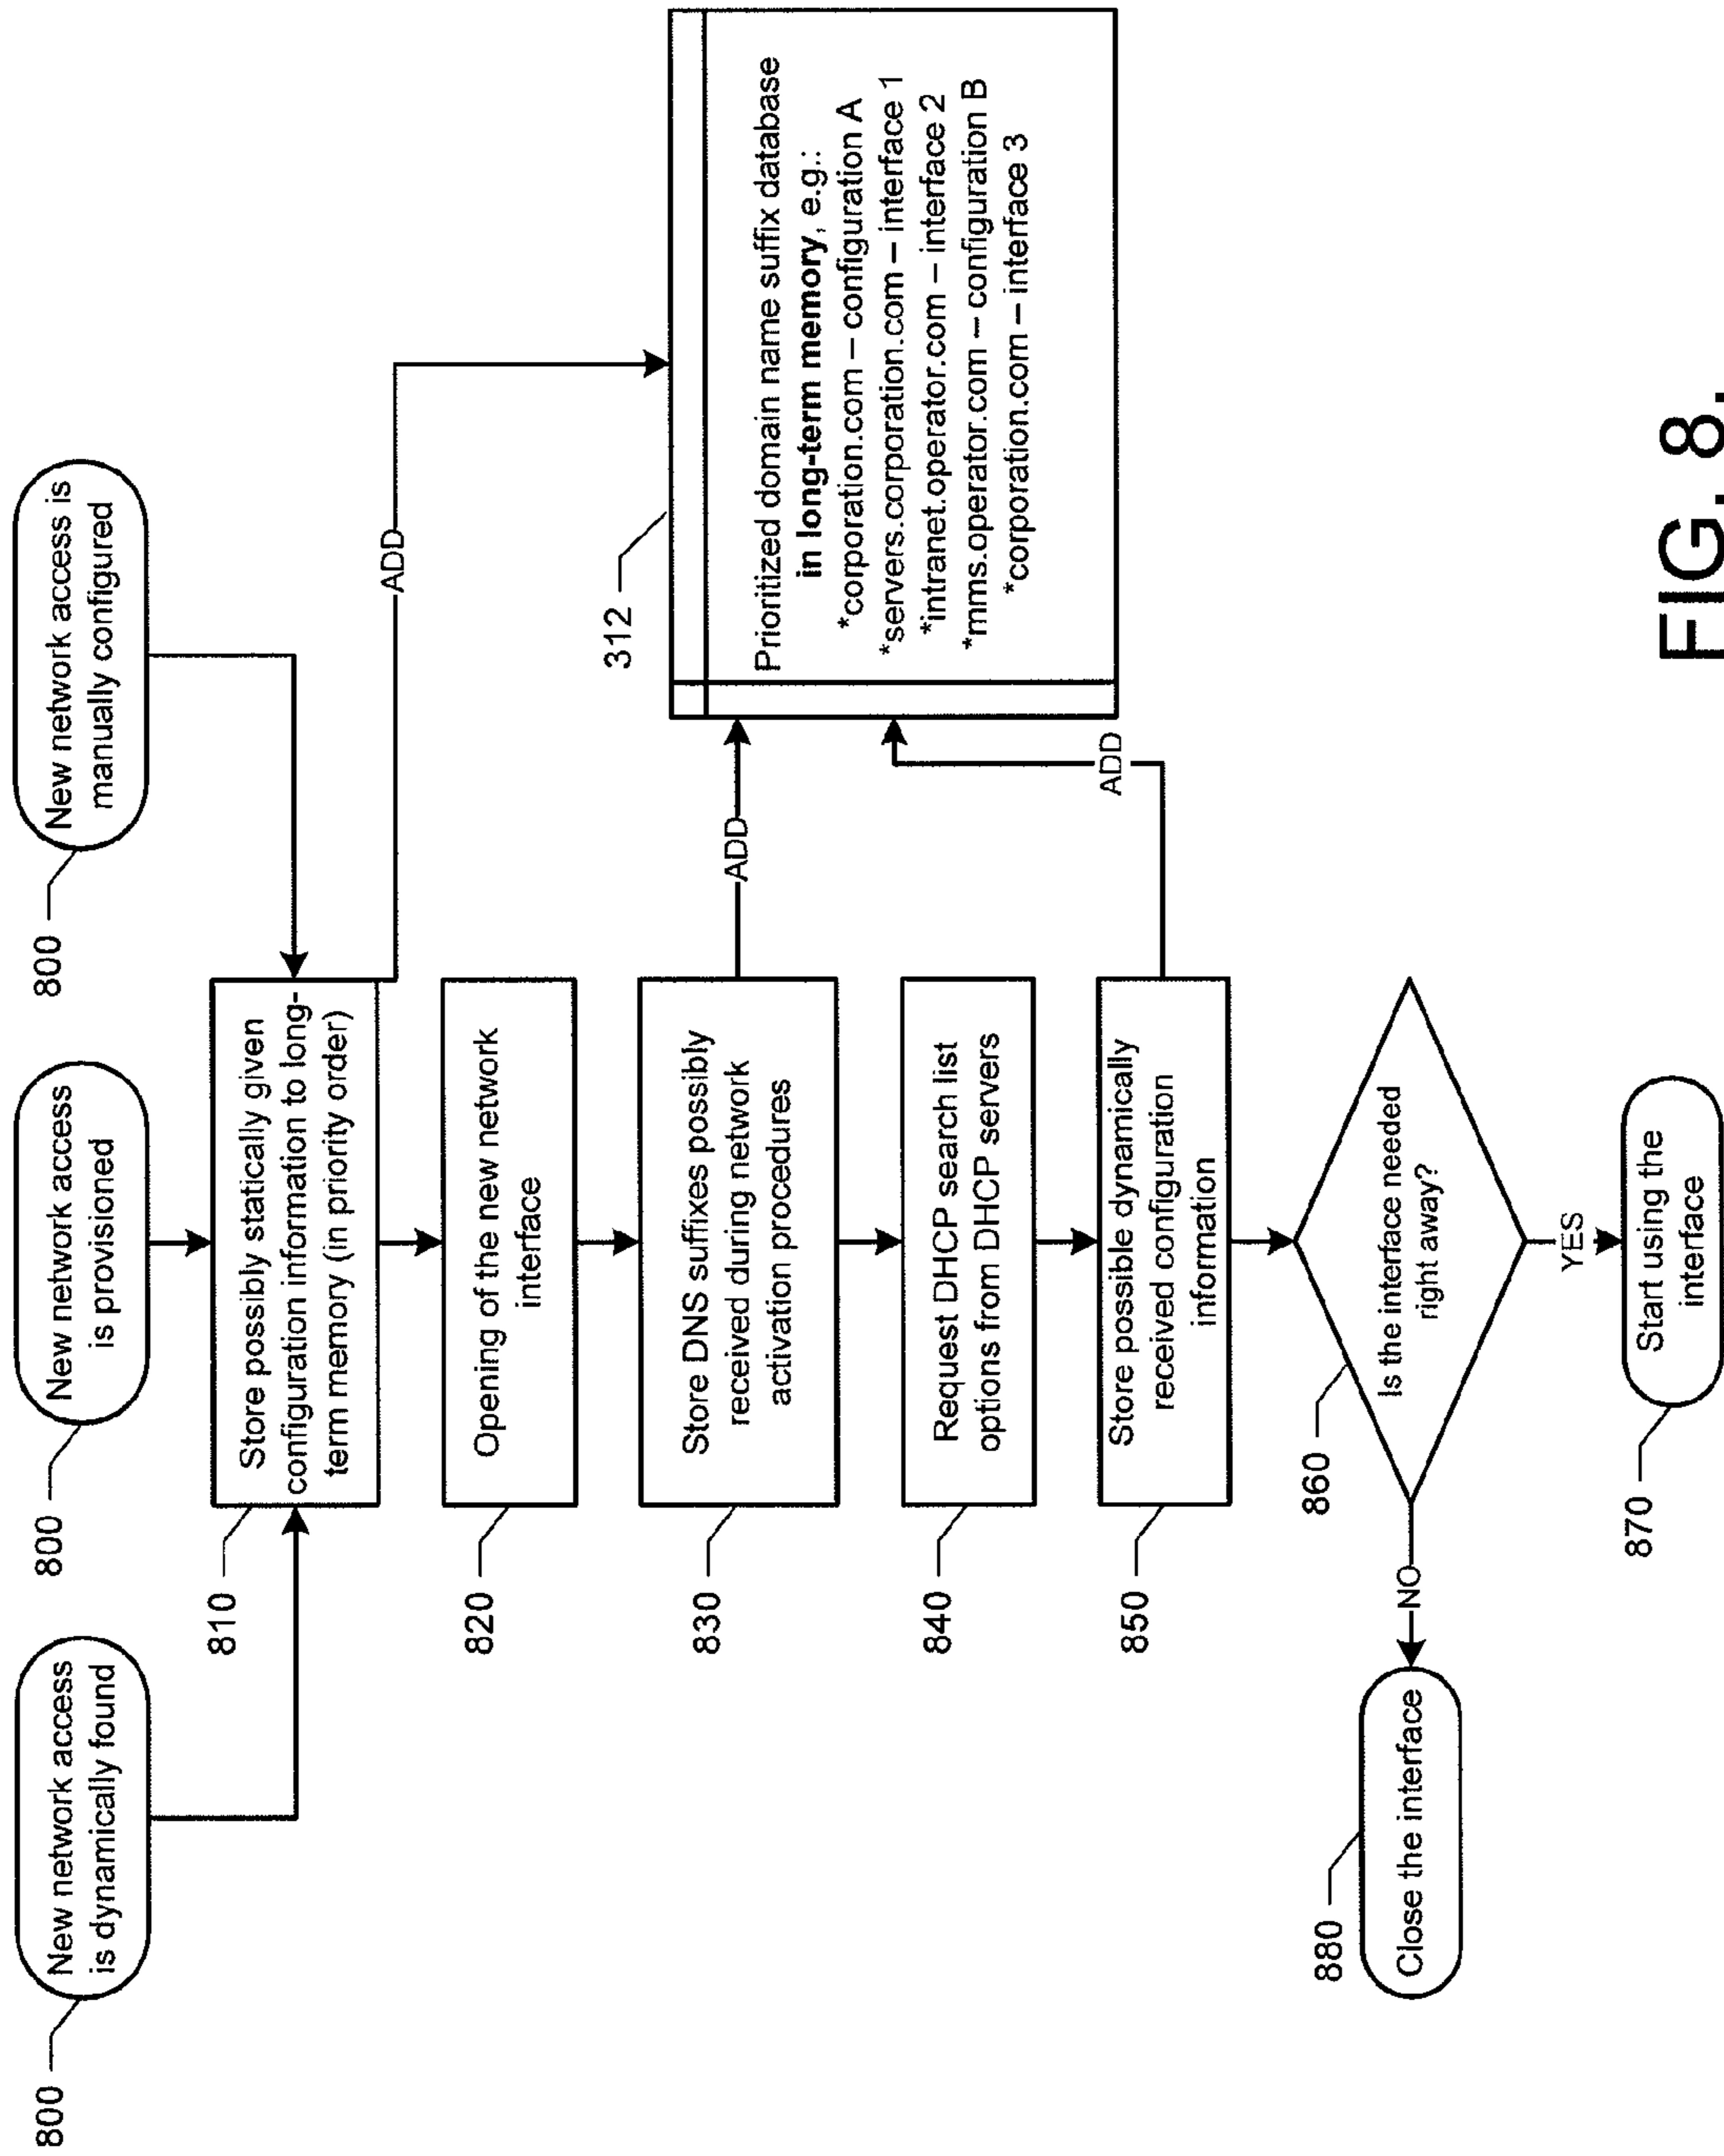 800
New network access
is dynamically found
800
New network access
is provisioned
800
New network access is
manually configured
810
Store possibly statically given
configuration information to long-
term memory (in priority order)
ADD
820
Opening of the new network
interface
312
Prioritized domain name suffix database
in long-term memory, e.g.:
*corporation.com – configuration A
*servers.corporation.com – interface 1
*intranet.operator.com – interface 2
*mms.operator.com – configuration B
*corporation.com – interface 3
830
Store DNS suffixes possibly
received during network
activation procedures
ADD
840
Request DHCP search list
options from DHCP servers
850
Store possible dynamically
received configuration
information
ADD
860
Is the interface needed
right away?
NO
880
Close the interface
YES
870
Start using the
interface
FIG. 8.